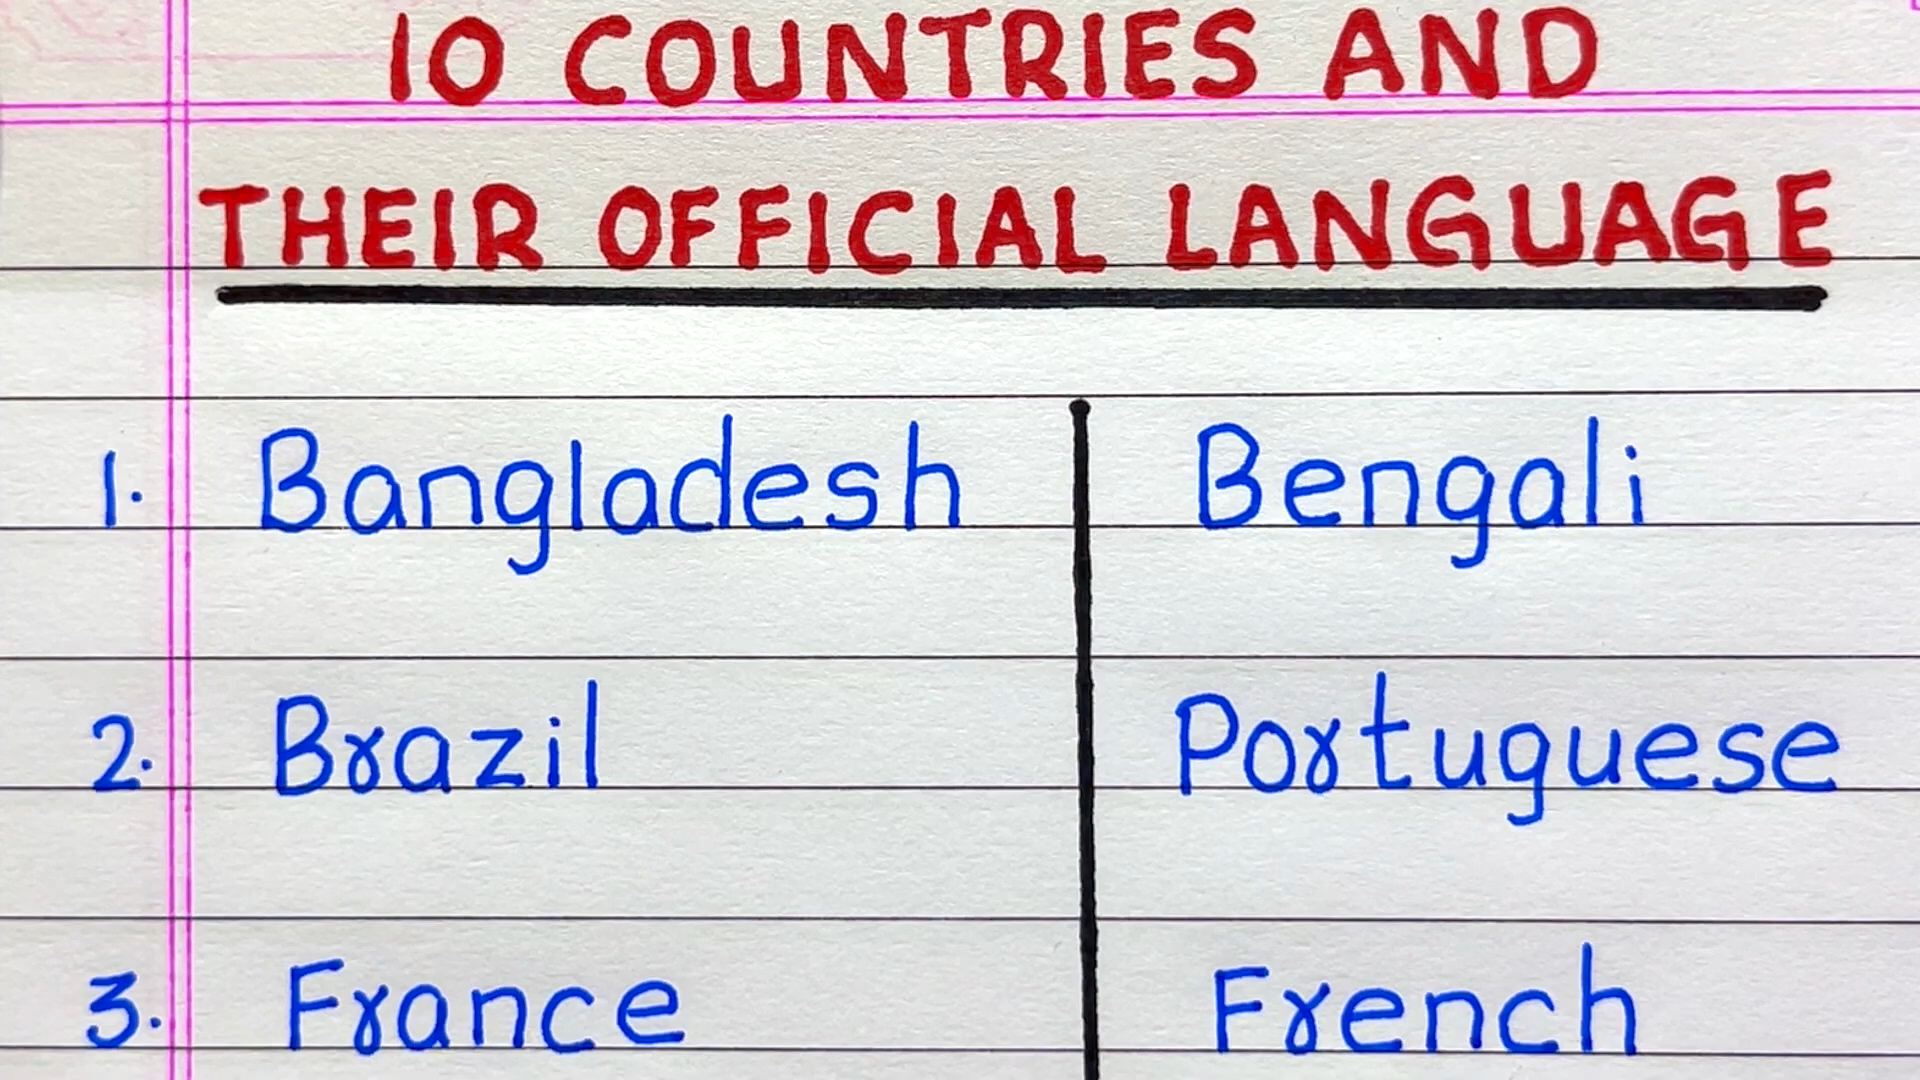 10 COUNTRIES AND
THEIR OFFICIAL LANGUAGE
1. Bangladesh Bengali
2. Brazil Portuguese
3. France French